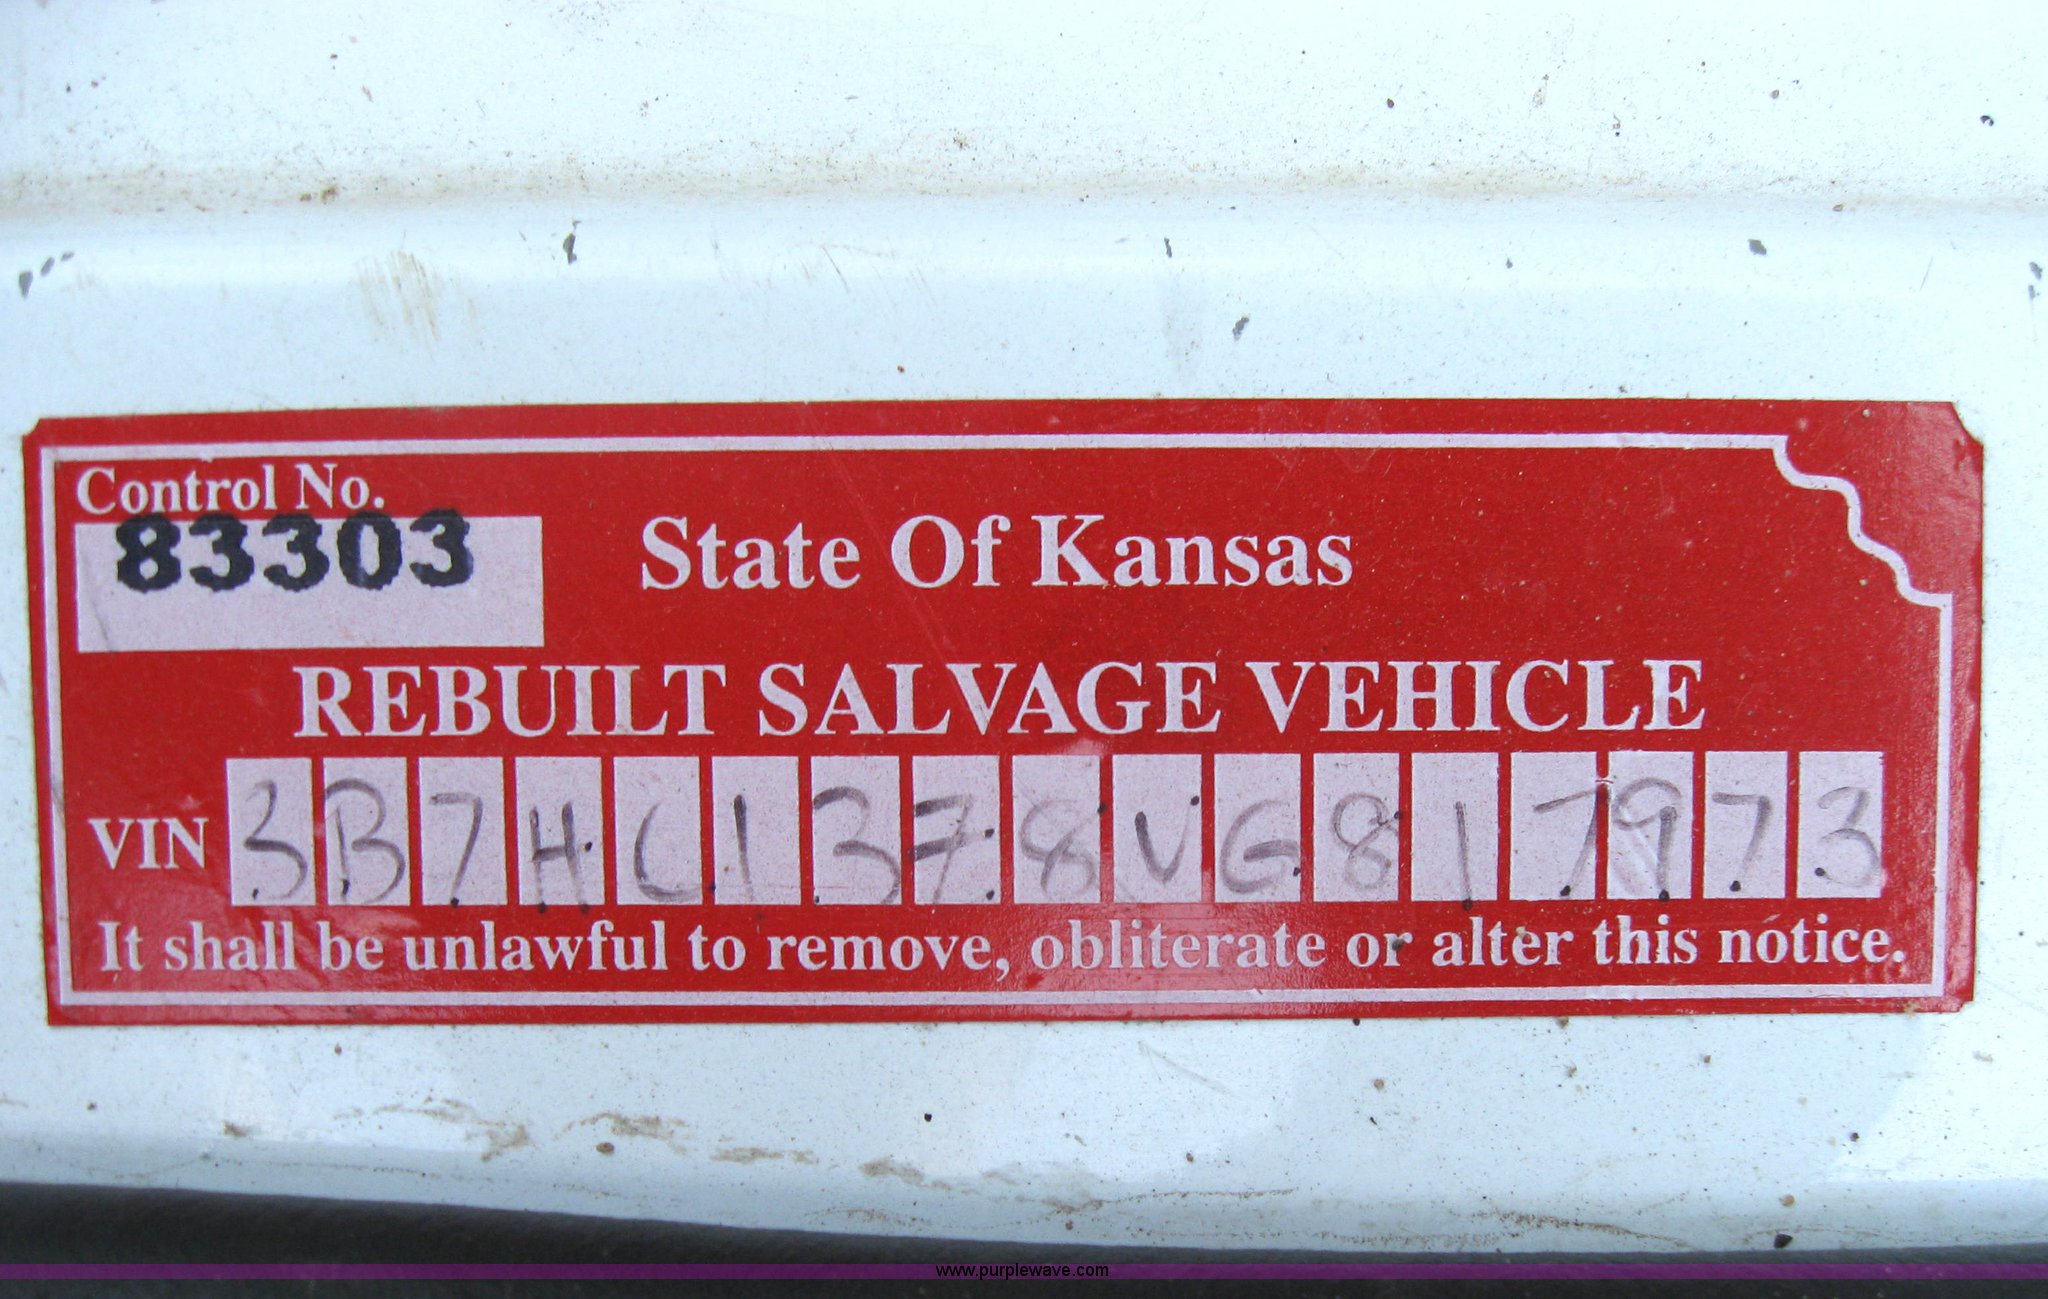 Control No.
83303
State Of Kansas
REBUILT SALVAGE VEHICLE
VIN 3B7HC1378VG817973
It shall be unlawful to remove, obliterate or alter this notice.
www.purplewave.com